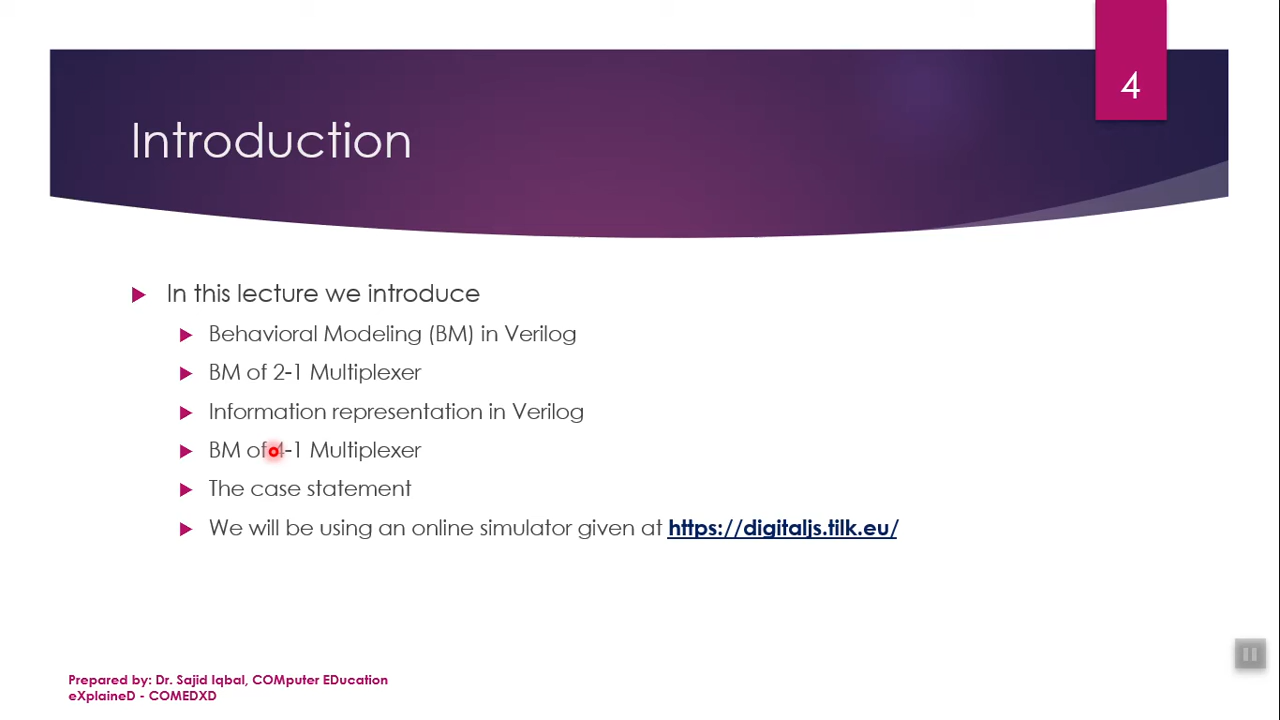 4
Introduction
In this lecture we introduce
Behavioral Modeling (BM) in Verilog
BM of 2-1 Multiplexer
Information representation in Verilog
BM of 4-1 Multiplexer
The case statement
We will be using an online simulator given at https://digitaljs.tilk.eu/
Prepared by: Dr. Sajid Iqbal, COMputer EDucation
eXplaineD - COMEDXD